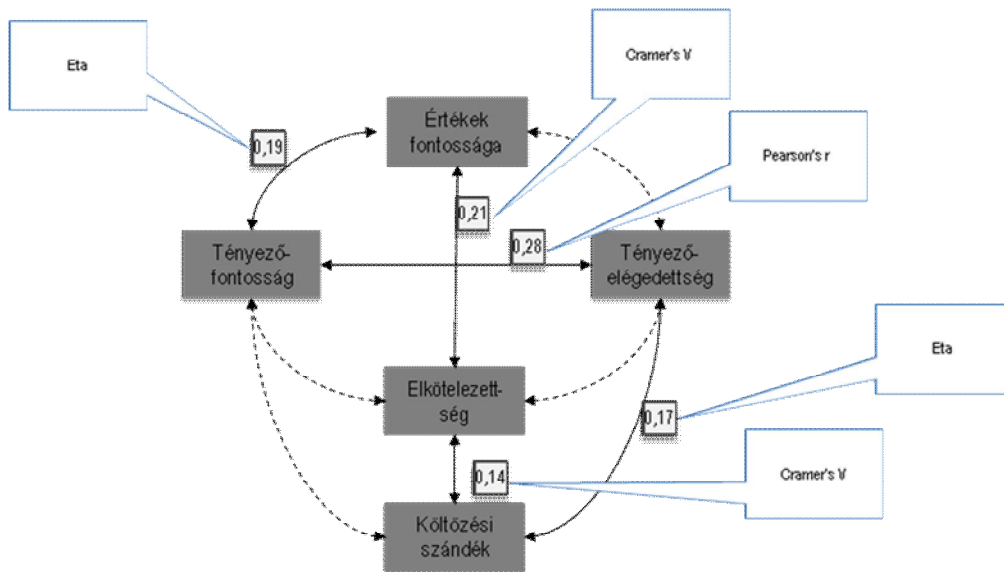 Eta
Cramer's V
Értékek
fontossága
0,19
Pearson's r
0,21
Tényező-
fontosság
0,28
Tényező-
elégedettség
Eta
Elkötelezett-
ség
0,17
0,14
Cramer's V
Költözési
szándék